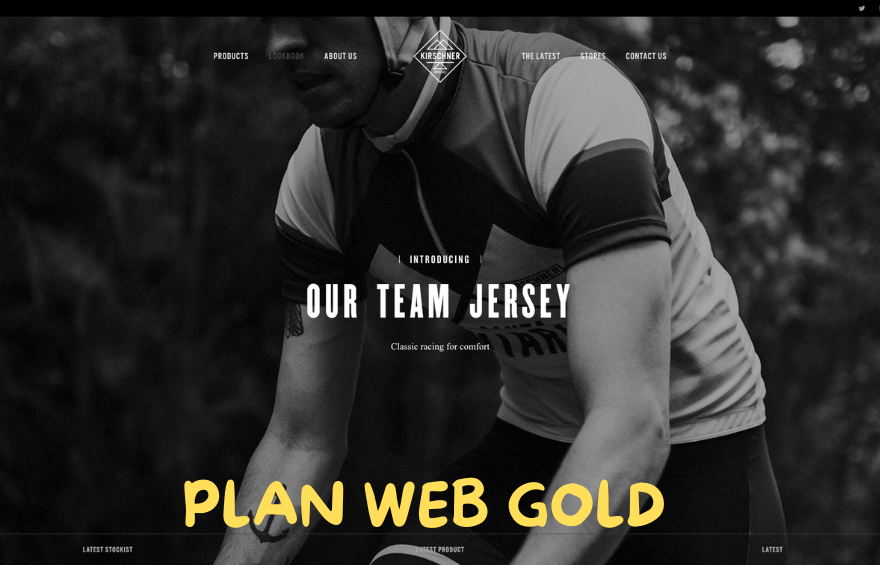 PRODUCTS LOOKBOOK ABOUT US KIRSCHNER THE LATEST STORES CONTACT US
INTRODUCING
OUR TEAM JERSEY
Classic racing for comfort
PLAN WEB GOLD
LATEST STOCKIST LATEST PRODUCT LATEST